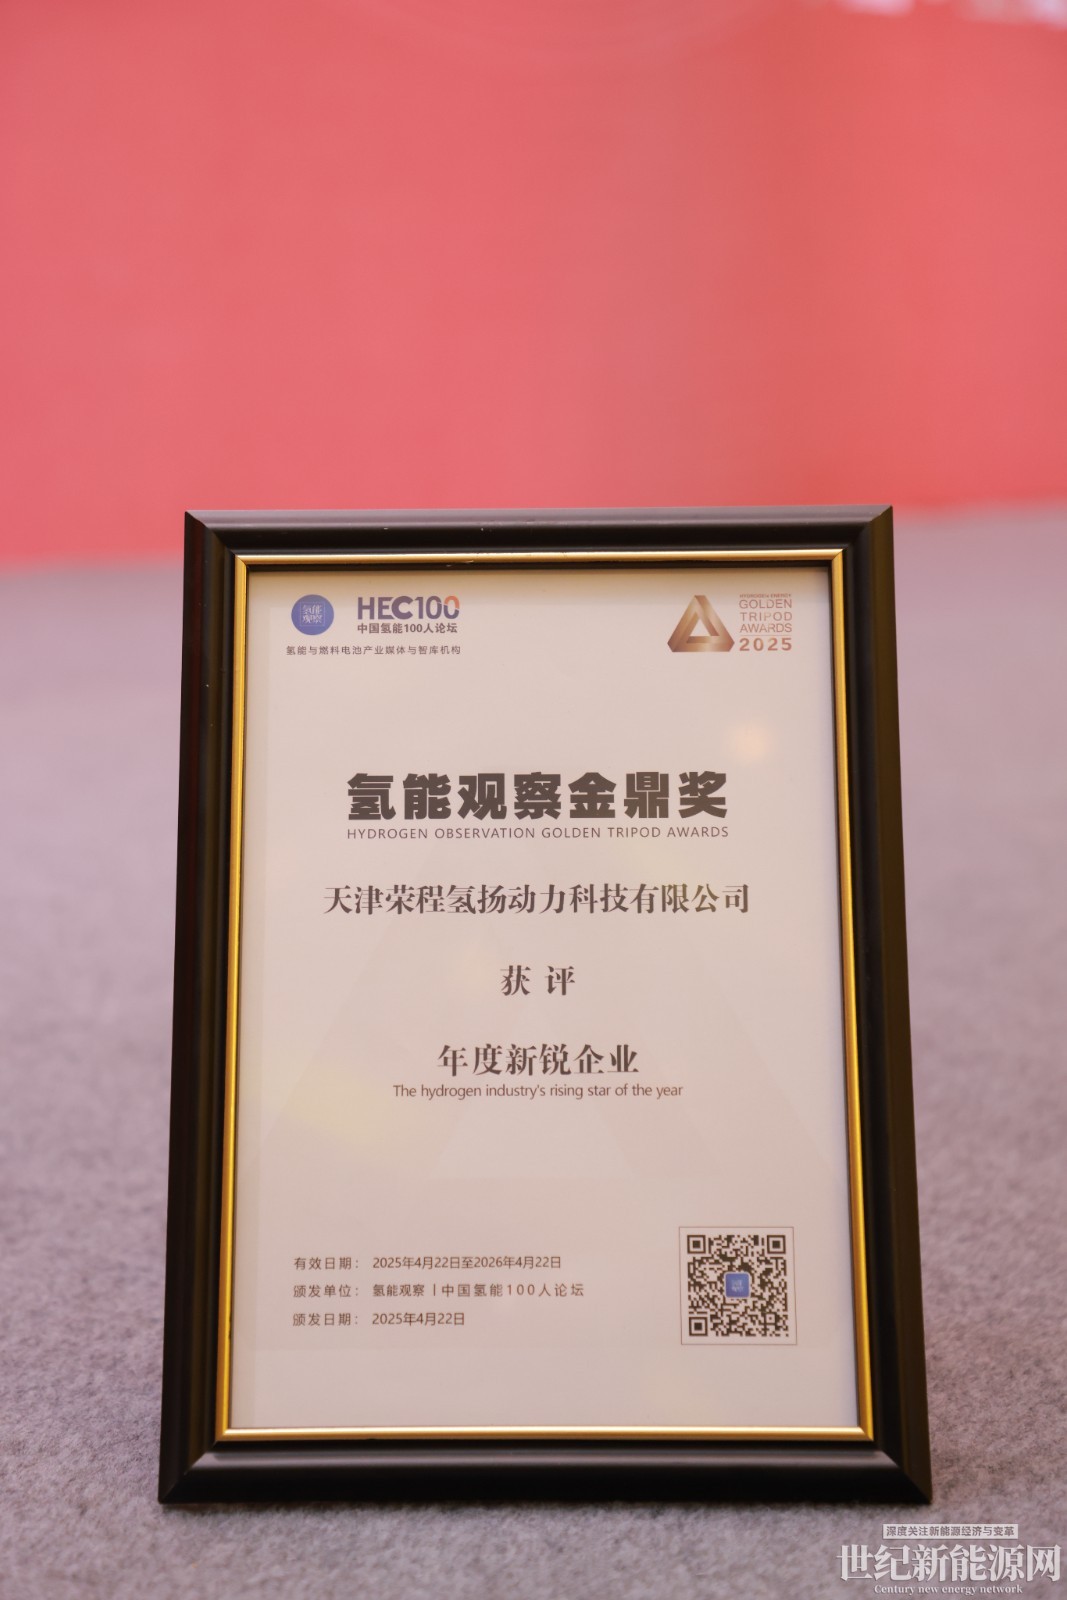 氢能
观察
HEC100
中国氢能100人论坛
氢能与燃料电池产业媒体与智库机构
HYDROGEN ENERGY
GOLDEN
TRIPOD
AWARDS
2025
氢能观察金鼎奖
HYDROGEN OBSERVATION GOLDEN TRIPOD AWARDS
天津荣程氢扬动力科技有限公司
获 评
年度新锐企业
The hydrogen industry's rising star of the year
有效日期： 2025年4月22日至2026年4月22日
颁发单位： 氢能观察 | 中国氢能100人论坛
颁发日期： 2025年4月22日
深度关注新能源经济与变革
世纪新能源网
Century new energy network